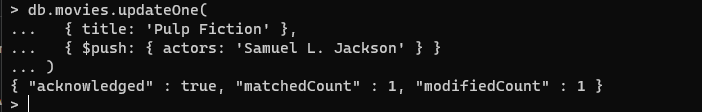 > db.movies.updateOne(
...   { title: 'Pulp Fiction' },
...   { $push: { actors: 'Samuel L. Jackson' } }
... )
{ "acknowledged" : true, "matchedCount" : 1, "modifiedCount" : 1 }
>